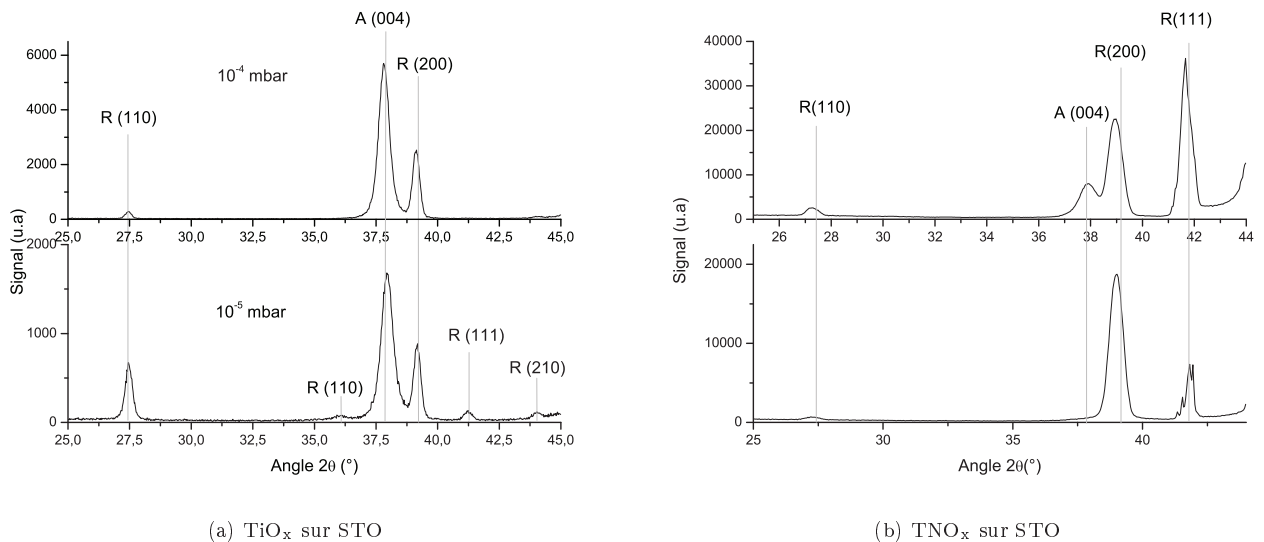 A (004)
R (200)
R (110)
10-4 mbar
6000
4000
2000
0
25,0 27,5 30,0 32,5 35,0 37,5 40,0 42,5 45,0
Signal (u.a)
2000
1000
0
10-5 mbar
R (110)
R (111)
R (210)
25,0 27,5 30,0 32,5 35,0 37,5 40,0 42,5 45,0
Angle 2θ (°)
(a) TiOx sur STO
R(111)
R(200)
R(110)
A (004)
40000
30000
20000
10000
0
26 28 30 32 34 36 38 40 42 44
Signal (u.a)
20000
10000
0
25 30 35 40
Angle 2θ(°)
(b) TNOx sur STO